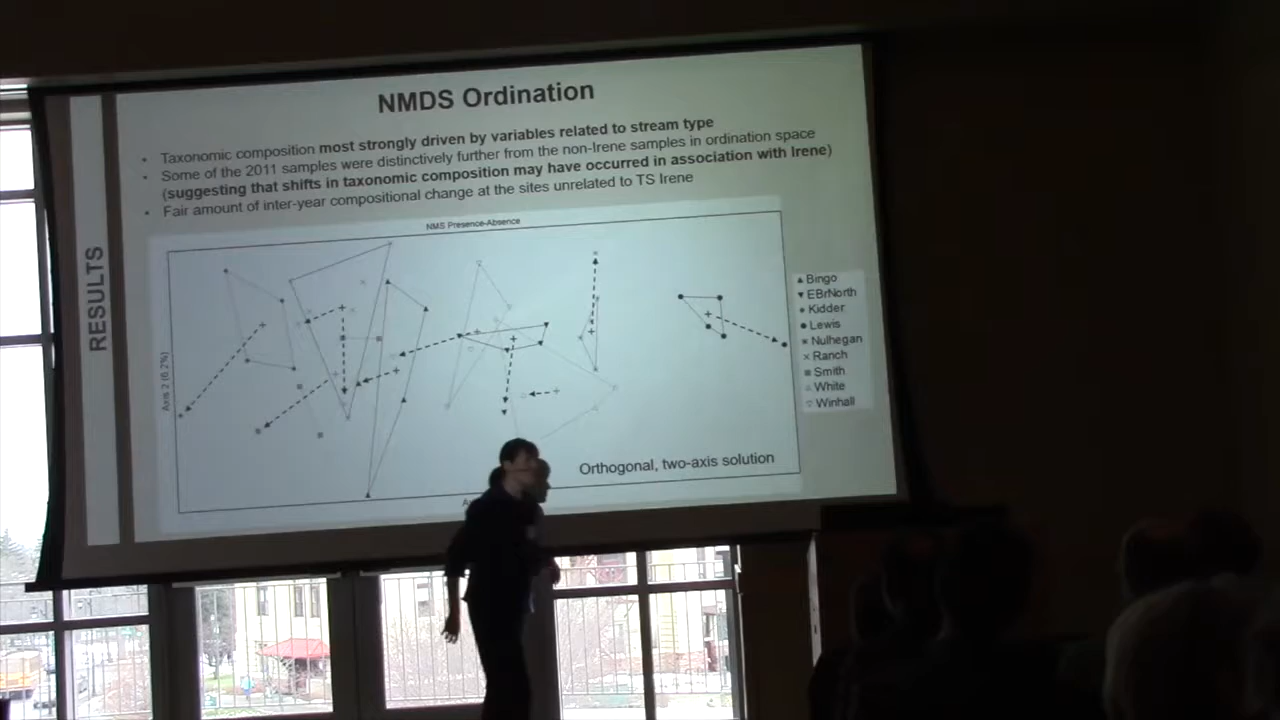 NMDS Ordination
RESULTS
• Taxonomic composition most strongly driven by variables related to stream type
• Some of the 2011 samples were distinctively further from the non-Irene samples in ordination space
(suggesting that shifts in taxonomic composition may have occurred in association with Irene)
• Fair amount of inter-year compositional change at the sites unrelated to TS Irene
NMS Presence-Absence
Axis 2 (6.2%)
Bingo
EBrNorth
Kidder
Lewis
Nulhegan
Ranch
Smith
White
Winhall
Orthogonal, two-axis solution